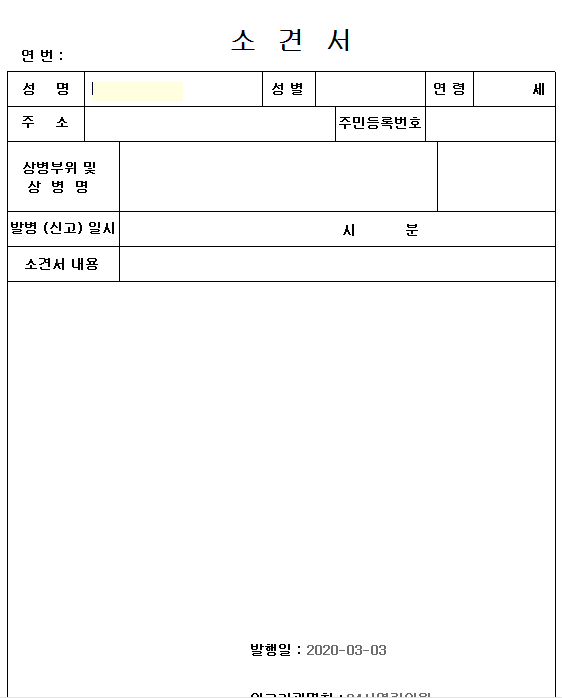 소 견 서
연 번 :
성 명 성 별 연 령 세
주 소 주민등록번호
상병부위 및
상 병 명
발병 (신고) 일시 시 분
소견서 내용
발행일 : 2020-03-03